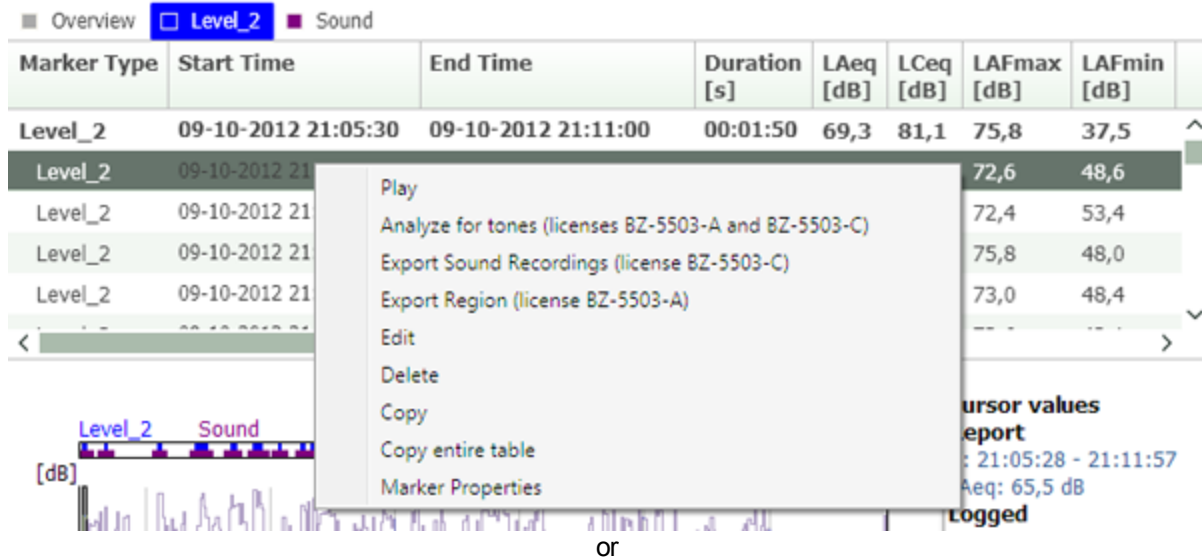 Overview Level_2 Sound
Marker Type Start Time End Time Duration [s] LAeq [dB] LCeq [dB] LAFmax [dB] LAFmin [dB]
Level_2 09-10-2012 21:05:30 09-10-2012 21:11:00 00:01:50 69,3 81,1 75,8 37,5
Level_2 09-10-2012 21 72,6 48,6
Level_2 09-10-2012 21 72,4 53,4
Level_2 09-10-2012 21 75,8 48,0
Level_2 09-10-2012 21 73,0 48,4
Play
Analyze for tones (licenses BZ-5503-A and BZ-5503-C)
Export Sound Recordings (license BZ-5503-C)
Export Region (license BZ-5503-A)
Edit
Delete
Copy
Copy entire table
Marker Properties
Level_2 Sound
[dB]
ursor values
eport
: 21:05:28 - 21:11:57
Aeq: 65,5 dB
Logged
or